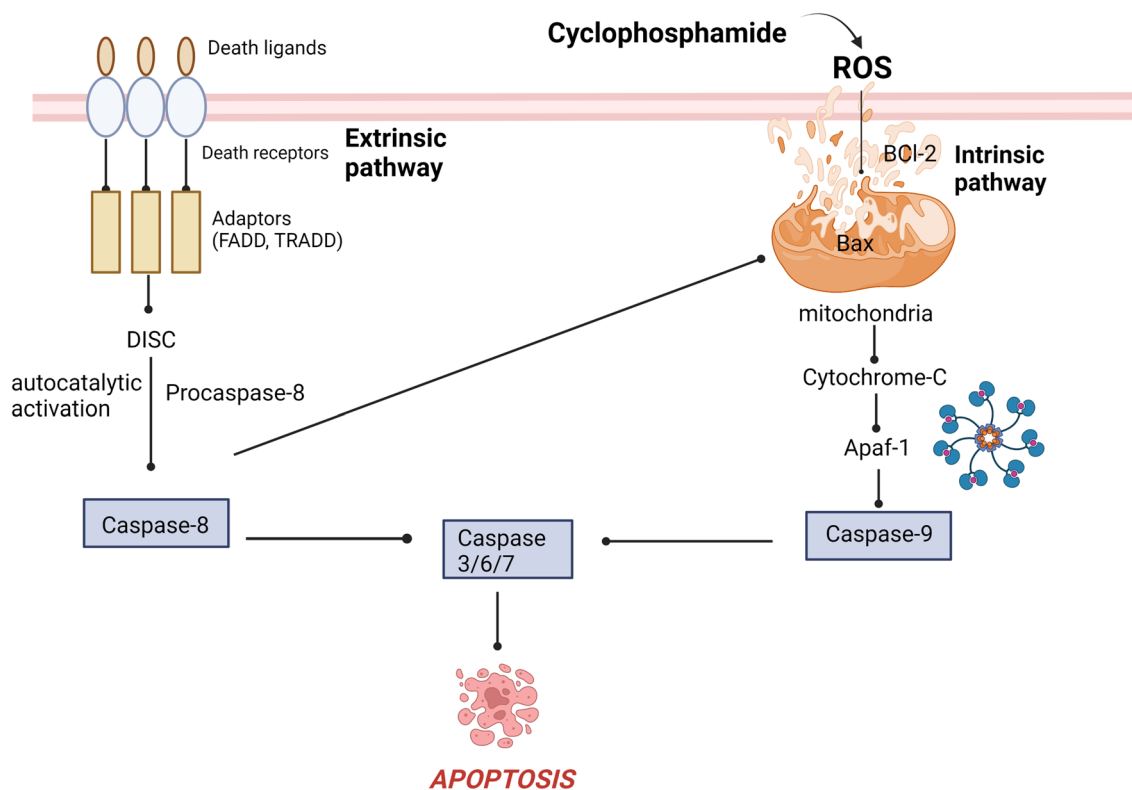 Cyclophosphamide
ROS
Death ligands
Death receptors
Extrinsic
pathway
BCl-2
Intrinsic
pathway
Adaptors
(FADD, TRADD)
Bax
mitochondria
DISC
autocatalytic
activation
Procaspase-8
Cytochrome-C
Apaf-1
Caspase-8
Caspase
3/6/7
Caspase-9
APOPTOSIS